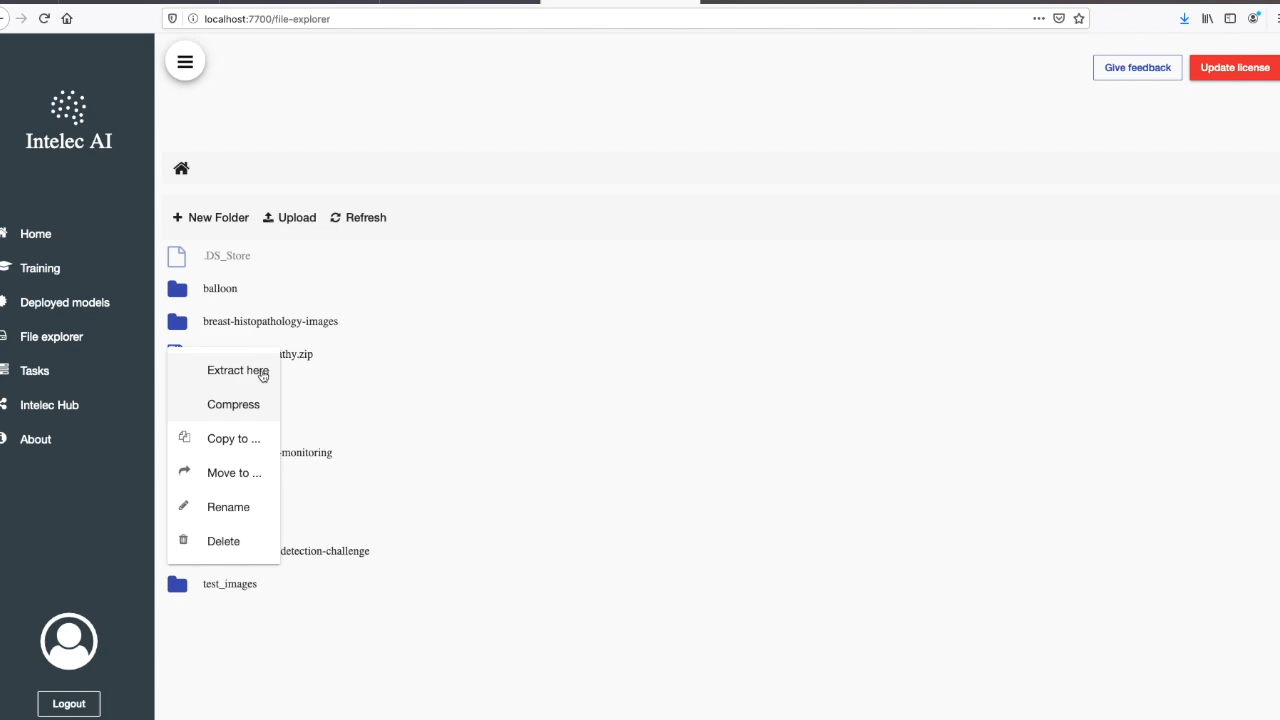 localhost:7700/file-explorer
Give feedback
Update license
Intelec AI
Home
Training
Deployed models
File explorer
Tasks
Intelec Hub
About
Logout
New Folder
Upload
Refresh
.DS_Store
balloon
breast-histopathology-images
athy.zip
Extract here
Compress
Copy to ...
-monitoring
Move to ...
Rename
Delete
detection-challenge
test_images